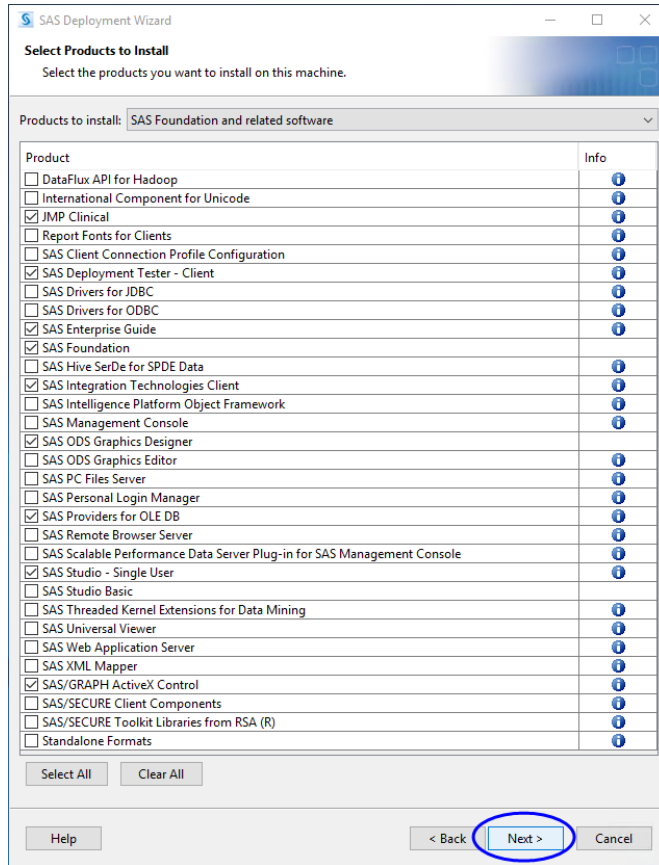 SAS Deployment Wizard
Select Products to Install
Select the products you want to install on this machine.
Products to install: SAS Foundation and related software
Product Info
DataFlux API for Hadoop
International Component for Unicode
JMP Clinical
Report Fonts for Clients
SAS Client Connection Profile Configuration
SAS Deployment Tester - Client
SAS Drivers for JDBC
SAS Drivers for ODBC
SAS Enterprise Guide
SAS Foundation
SAS Hive SerDe for SPDE Data
SAS Integration Technologies Client
SAS Intelligence Platform Object Framework
SAS Management Console
SAS ODS Graphics Designer
SAS ODS Graphics Editor
SAS PC Files Server
SAS Personal Login Manager
SAS Providers for OLE DB
SAS Remote Browser Server
SAS Scalable Performance Data Server Plug-in for SAS Management Console
SAS Studio - Single User
SAS Studio Basic
SAS Threaded Kernel Extensions for Data Mining
SAS Universal Viewer
SAS Web Application Server
SAS XML Mapper
SAS/GRAPH ActiveX Control
SAS/SECURE Client Components
SAS/SECURE Toolkit Libraries from RSA (R)
Standalone Formats
Select All Clear All
Help < Back Next > Cancel